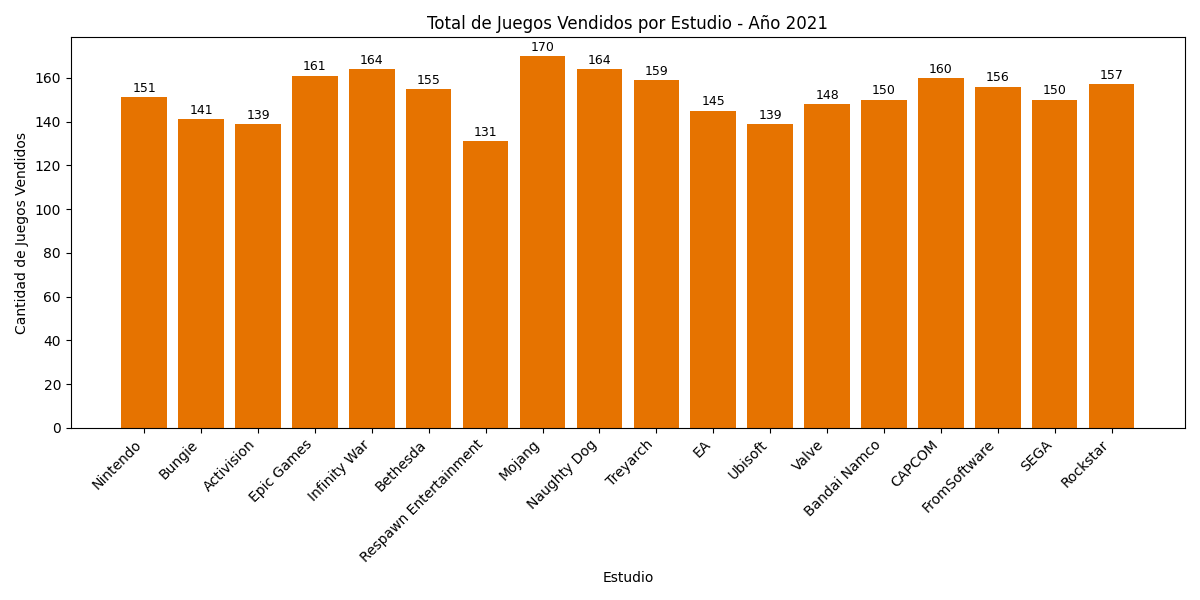 Total de Juegos Vendidos por Estudio - Año 2021
Cantidad de Juegos Vendidos
160
140
120
100
80
60
40
20
0
151
141
139
161
164
155
131
170
164
159
145
139
148
150
160
156
150
157
Nintendo
Bungie
Activision
Epic Games
Infinity War
Bethesda
Respawn Entertainment
Mojang
Naughty Dog
Treyarch
EA
Ubisoft
Valve
Bandai Namco
CAPCOM
FromSoftware
SEGA
Rockstar
Estudio